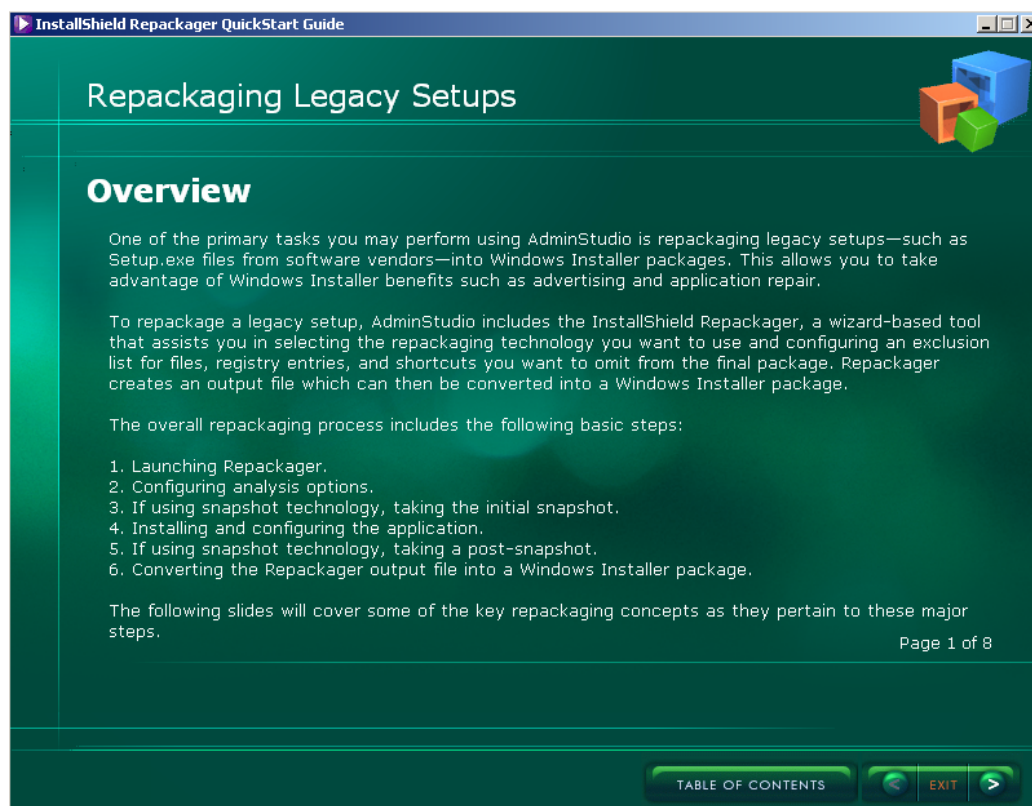 InstallShield Repackager QuickStart Guide
Repackaging Legacy Setups
Overview
One of the primary tasks you may perform using AdminStudio is repackaging legacy setups—such as
Setup.exe files from software vendors—into Windows Installer packages. This allows you to take
advantage of Windows Installer benefits such as advertising and application repair.
To repackage a legacy setup, AdminStudio includes the InstallShield Repackager, a wizard-based tool
that assists you in selecting the repackaging technology you want to use and configuring an exclusion
list for files, registry entries, and shortcuts you want to omit from the final package. Repackager
creates an output file which can then be converted into a Windows Installer package.
The overall repackaging process includes the following basic steps:
1. Launching Repackager.
2. Configuring analysis options.
3. If using snapshot technology, taking the initial snapshot.
4. Installing and configuring the application.
5. If using snapshot technology, taking a post-snapshot.
6. Converting the Repackager output file into a Windows Installer package.
The following slides will cover some of the key repackaging concepts as they pertain to these major
steps.
Page 1 of 8
TABLE OF CONTENTS
EXIT